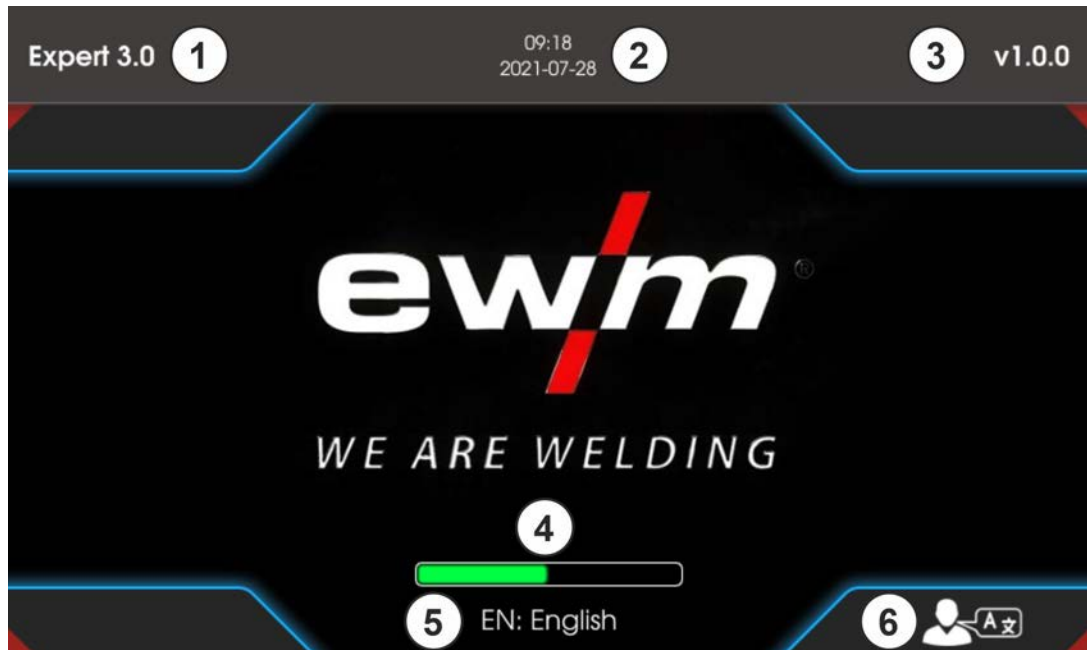 Expert 3.0 1
09:18
2021-07-28 2
3 v1.0.0
ewm®
WE ARE WELDING
4
5 EN: English
6 A文